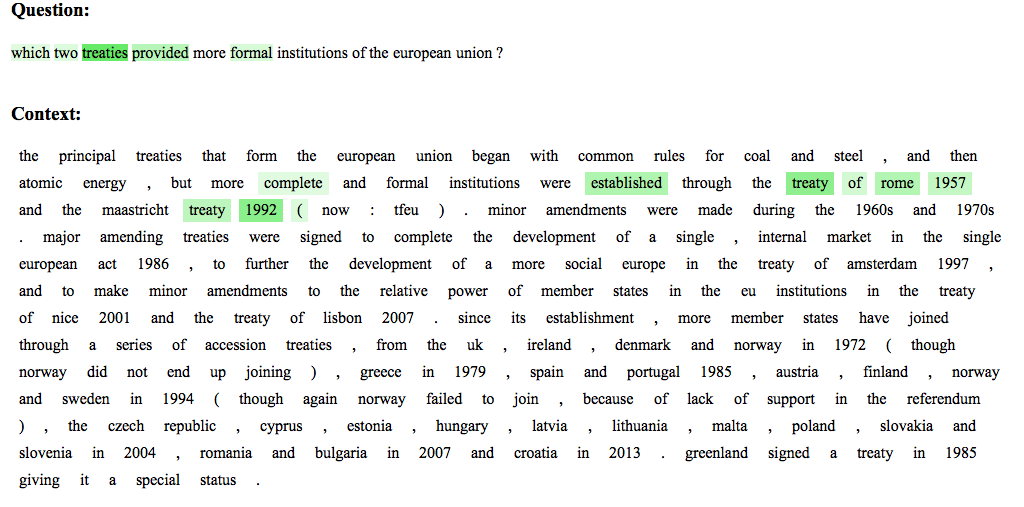 Question:
which two treaties provided more formal institutions of the european union ?
Context:
the principal treaties that form the european union began with common rules for coal and steel , and then
atomic energy , but more complete and formal institutions were established through the treaty of rome 1957
and the maastricht treaty 1992 ( now : tfeu ) . minor amendments were made during the 1960s and 1970s
. major amending treaties were signed to complete the development of a single , internal market in the single
european act 1986 , to further the development of a more social europe in the treaty of amsterdam 1997 ,
and to make minor amendments to the relative power of member states in the eu institutions in the treaty
of nice 2001 and the treaty of lisbon 2007 . since its establishment , more member states have joined
through a series of accession treaties , from the uk , ireland , denmark and norway in 1972 ( though
norway did not end up joining ) , greece in 1979 , spain and portugal 1985 , austria , finland , norway
and sweden in 1994 ( though again norway failed to join , because of lack of support in the referendum
) , the czech republic , cyprus , estonia , hungary , latvia , lithuania , malta , poland , slovakia and
slovenia in 2004 , romania and bulgaria in 2007 and croatia in 2013 . greenland signed a treaty in 1985
giving it a special status .